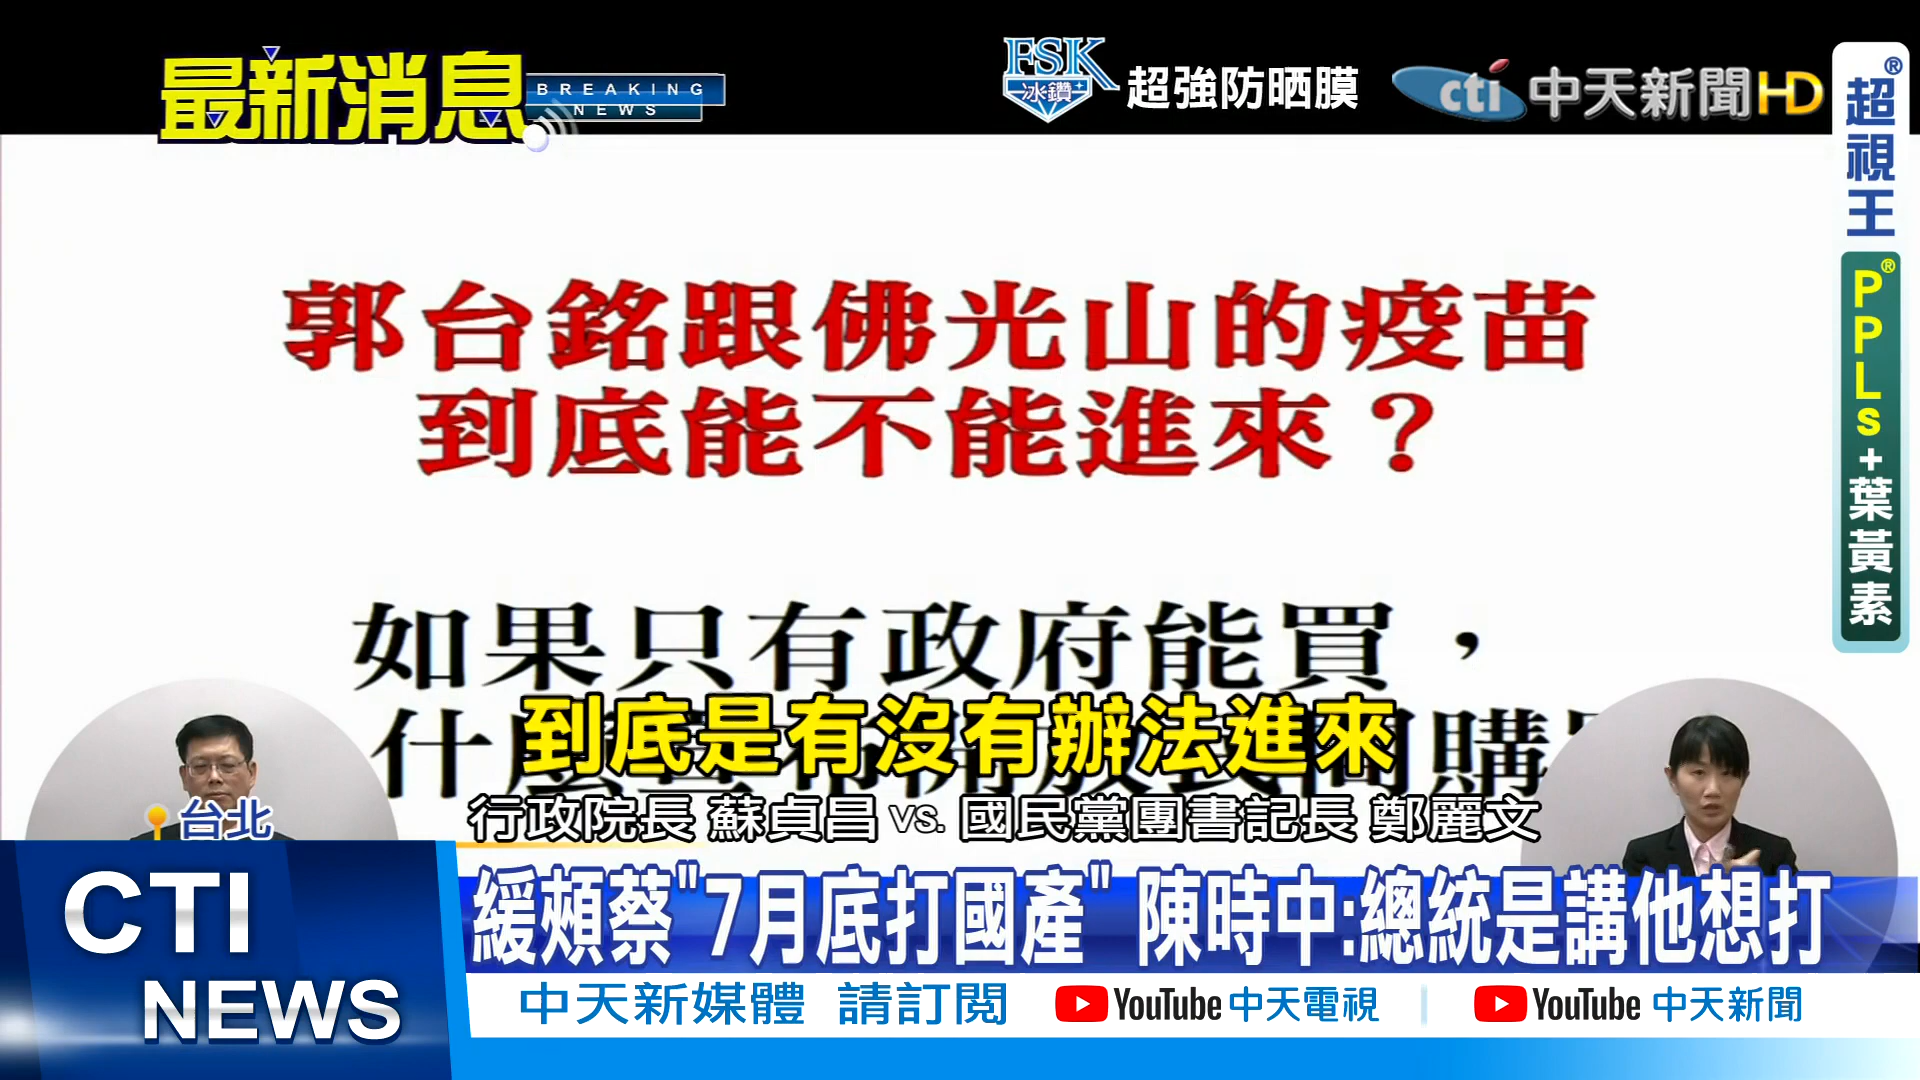 最新消息
BREAKING
NEWS
FSK
冰鑽
超強防晒膜
cti 中天新聞HD
超視王®
PPLs®+葉黃素
郭台銘跟佛光山的疫苗
到底能不能進來？
如果只有政府能買，
什麼
購
到底是有沒有辦法進來
台北
行政院長 蘇貞昌 vs. 國民黨團書記長 鄭麗文
緩頰蔡"7月底打國產" 陳時中:總統是講他想打
CTI
NEWS
中天新媒體 請訂閱 YouTube 中天電視 | YouTube 中天新聞